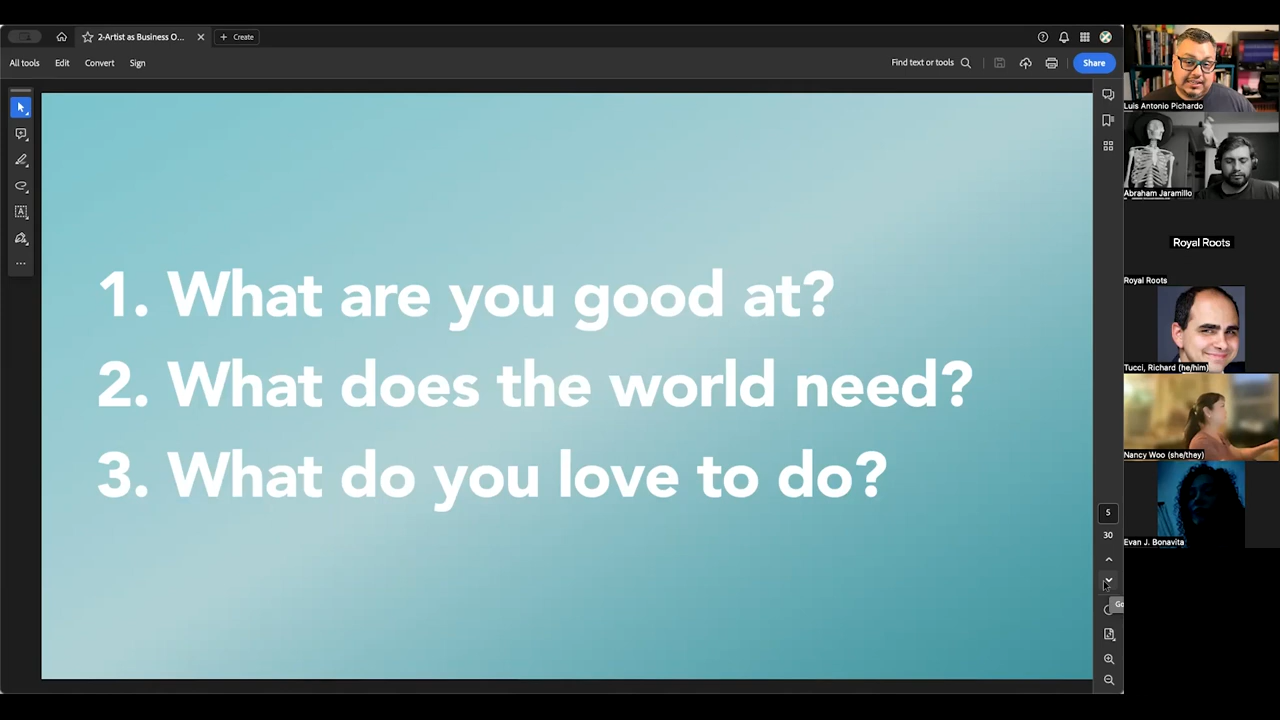 2-Artist as Business O...
Create
All tools
Edit
Convert
Sign
Find text or tools
Share
1. What are you good at?
2. What does the world need?
3. What do you love to do?
5
30
Luis Antonio Pichardo
Abraham Jaramillo
Royal Roots
Royal Roots
Tucci, Richard (he/him)
Nancy Woo (she/they)
Evan J. Bonavita